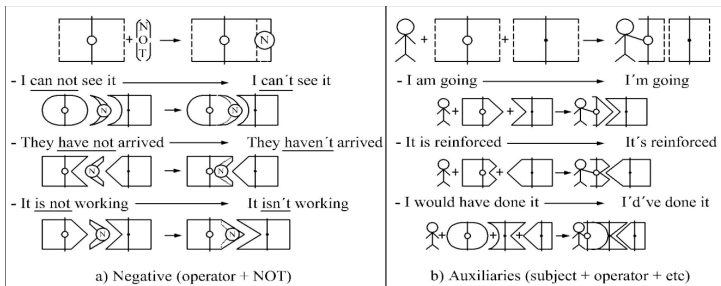 N
O
T
N
- I can not see it I can´t see it
N
N
- They have not arrived They haven´t arrived
N
N
- It is not working It isn´t working
N
N
a) Negative (operator + NOT)
+ + 
- I am going I´m going
+ +
- It is reinforced It´s reinforced
+ +
- I would have done it I´d´ve done it
+ + +
b) Auxiliaries (subject + operator + etc)